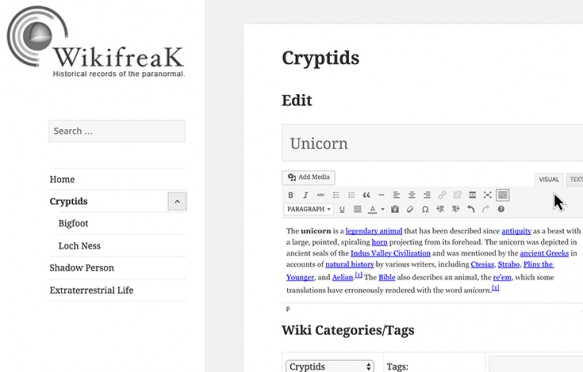 WikifreaK
Historical records of the paranormal.
Search ...
Home
Cryptids
Bigfoot
Loch Ness
Shadow Person
Extraterrestrial Life
Cryptids
Edit
Unicorn
Add Media
VISUAL TEXT
B I
PARAGRAPH U A
The unicorn is a legendary animal that has been described since antiquity as a beast with
a large, pointed, spiraling horn projecting from its forehead. The unicorn was depicted in
ancient seals of the Indus Valley Civilization and was mentioned by the ancient Greeks in
accounts of natural history by various writers, including Ctesias, Strabo, Pliny the
Younger, and Aelian.[1] The Bible also describes an animal, the re'em, which some
translations have erroneously rendered with the word unicorn.[1]
P
Wiki Categories/Tags
Cryptids Tags: